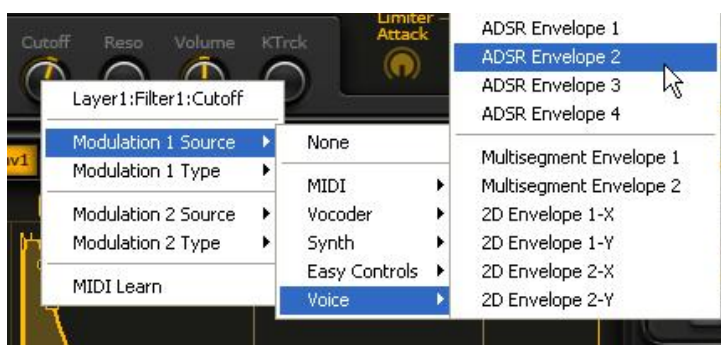 Cutoff
Reso
Volume
KTrck
Limiter
Attack
Layer1:Filter1:Cutoff
Modulation 1 Source
Modulation 1 Type
Modulation 2 Source
Modulation 2 Type
MIDI Learn
None
MIDI
Vocoder
Synth
Easy Controls
Voice
ADSR Envelope 1
ADSR Envelope 2
ADSR Envelope 3
ADSR Envelope 4
Multisegment Envelope 1
Multisegment Envelope 2
2D Envelope 1-X
2D Envelope 1-Y
2D Envelope 2-X
2D Envelope 2-Y